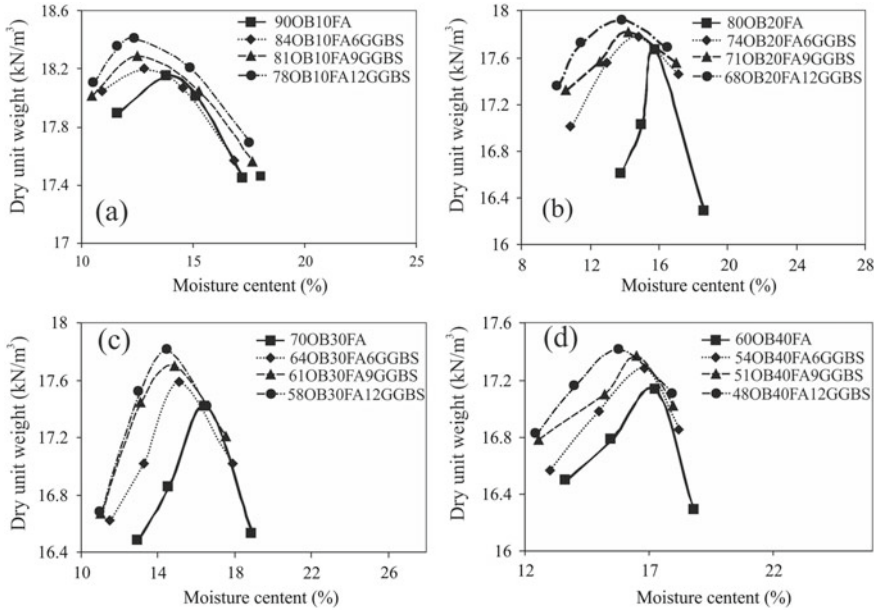 (a)
90OB10FA
84OB10FA6GGBS
81OB10FA9GGBS
78OB10FA12GGBS
Dry unit weight (kN/m³)
18.6
18.2
17.8
17.4
17
10
15
20
25
Moisture centent (%)
(b)
80OB20FA
74OB20FA6GGBS
71OB20FA9GGBS
68OB20FA12GGBS
Dry unit weight (kN/m³)
18
17.6
17.2
16.8
16.4
16
8
12
16
20
24
28
Moisture centent (%)
(c)
70OB30FA
64OB30FA6GGBS
61OB30FA9GGBS
58OB30FA12GGBS
Dry unit weight (kN/m³)
18
17.6
17.2
16.8
16.4
10
14
18
22
26
Moisture centent (%)
(d)
60OB40FA
54OB40FA6GGBS
51OB40FA9GGBS
48OB40FA12GGBS
Dry unit weight (kN/m³)
17.6
17.2
16.8
16.4
16
12
17
22
Moisture centent (%)